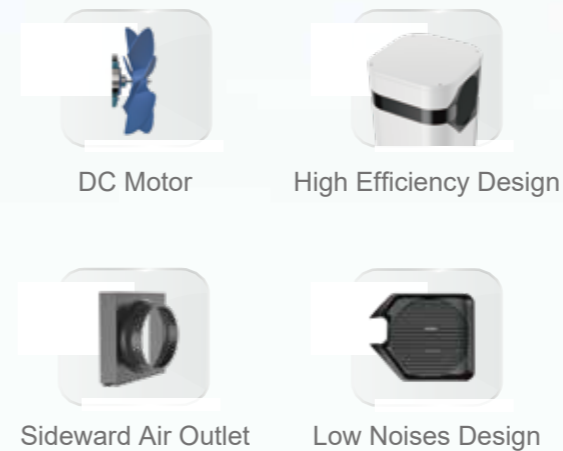 DC Motor
High Efficiency Design
Sideward Air Outlet
Low Noises Design